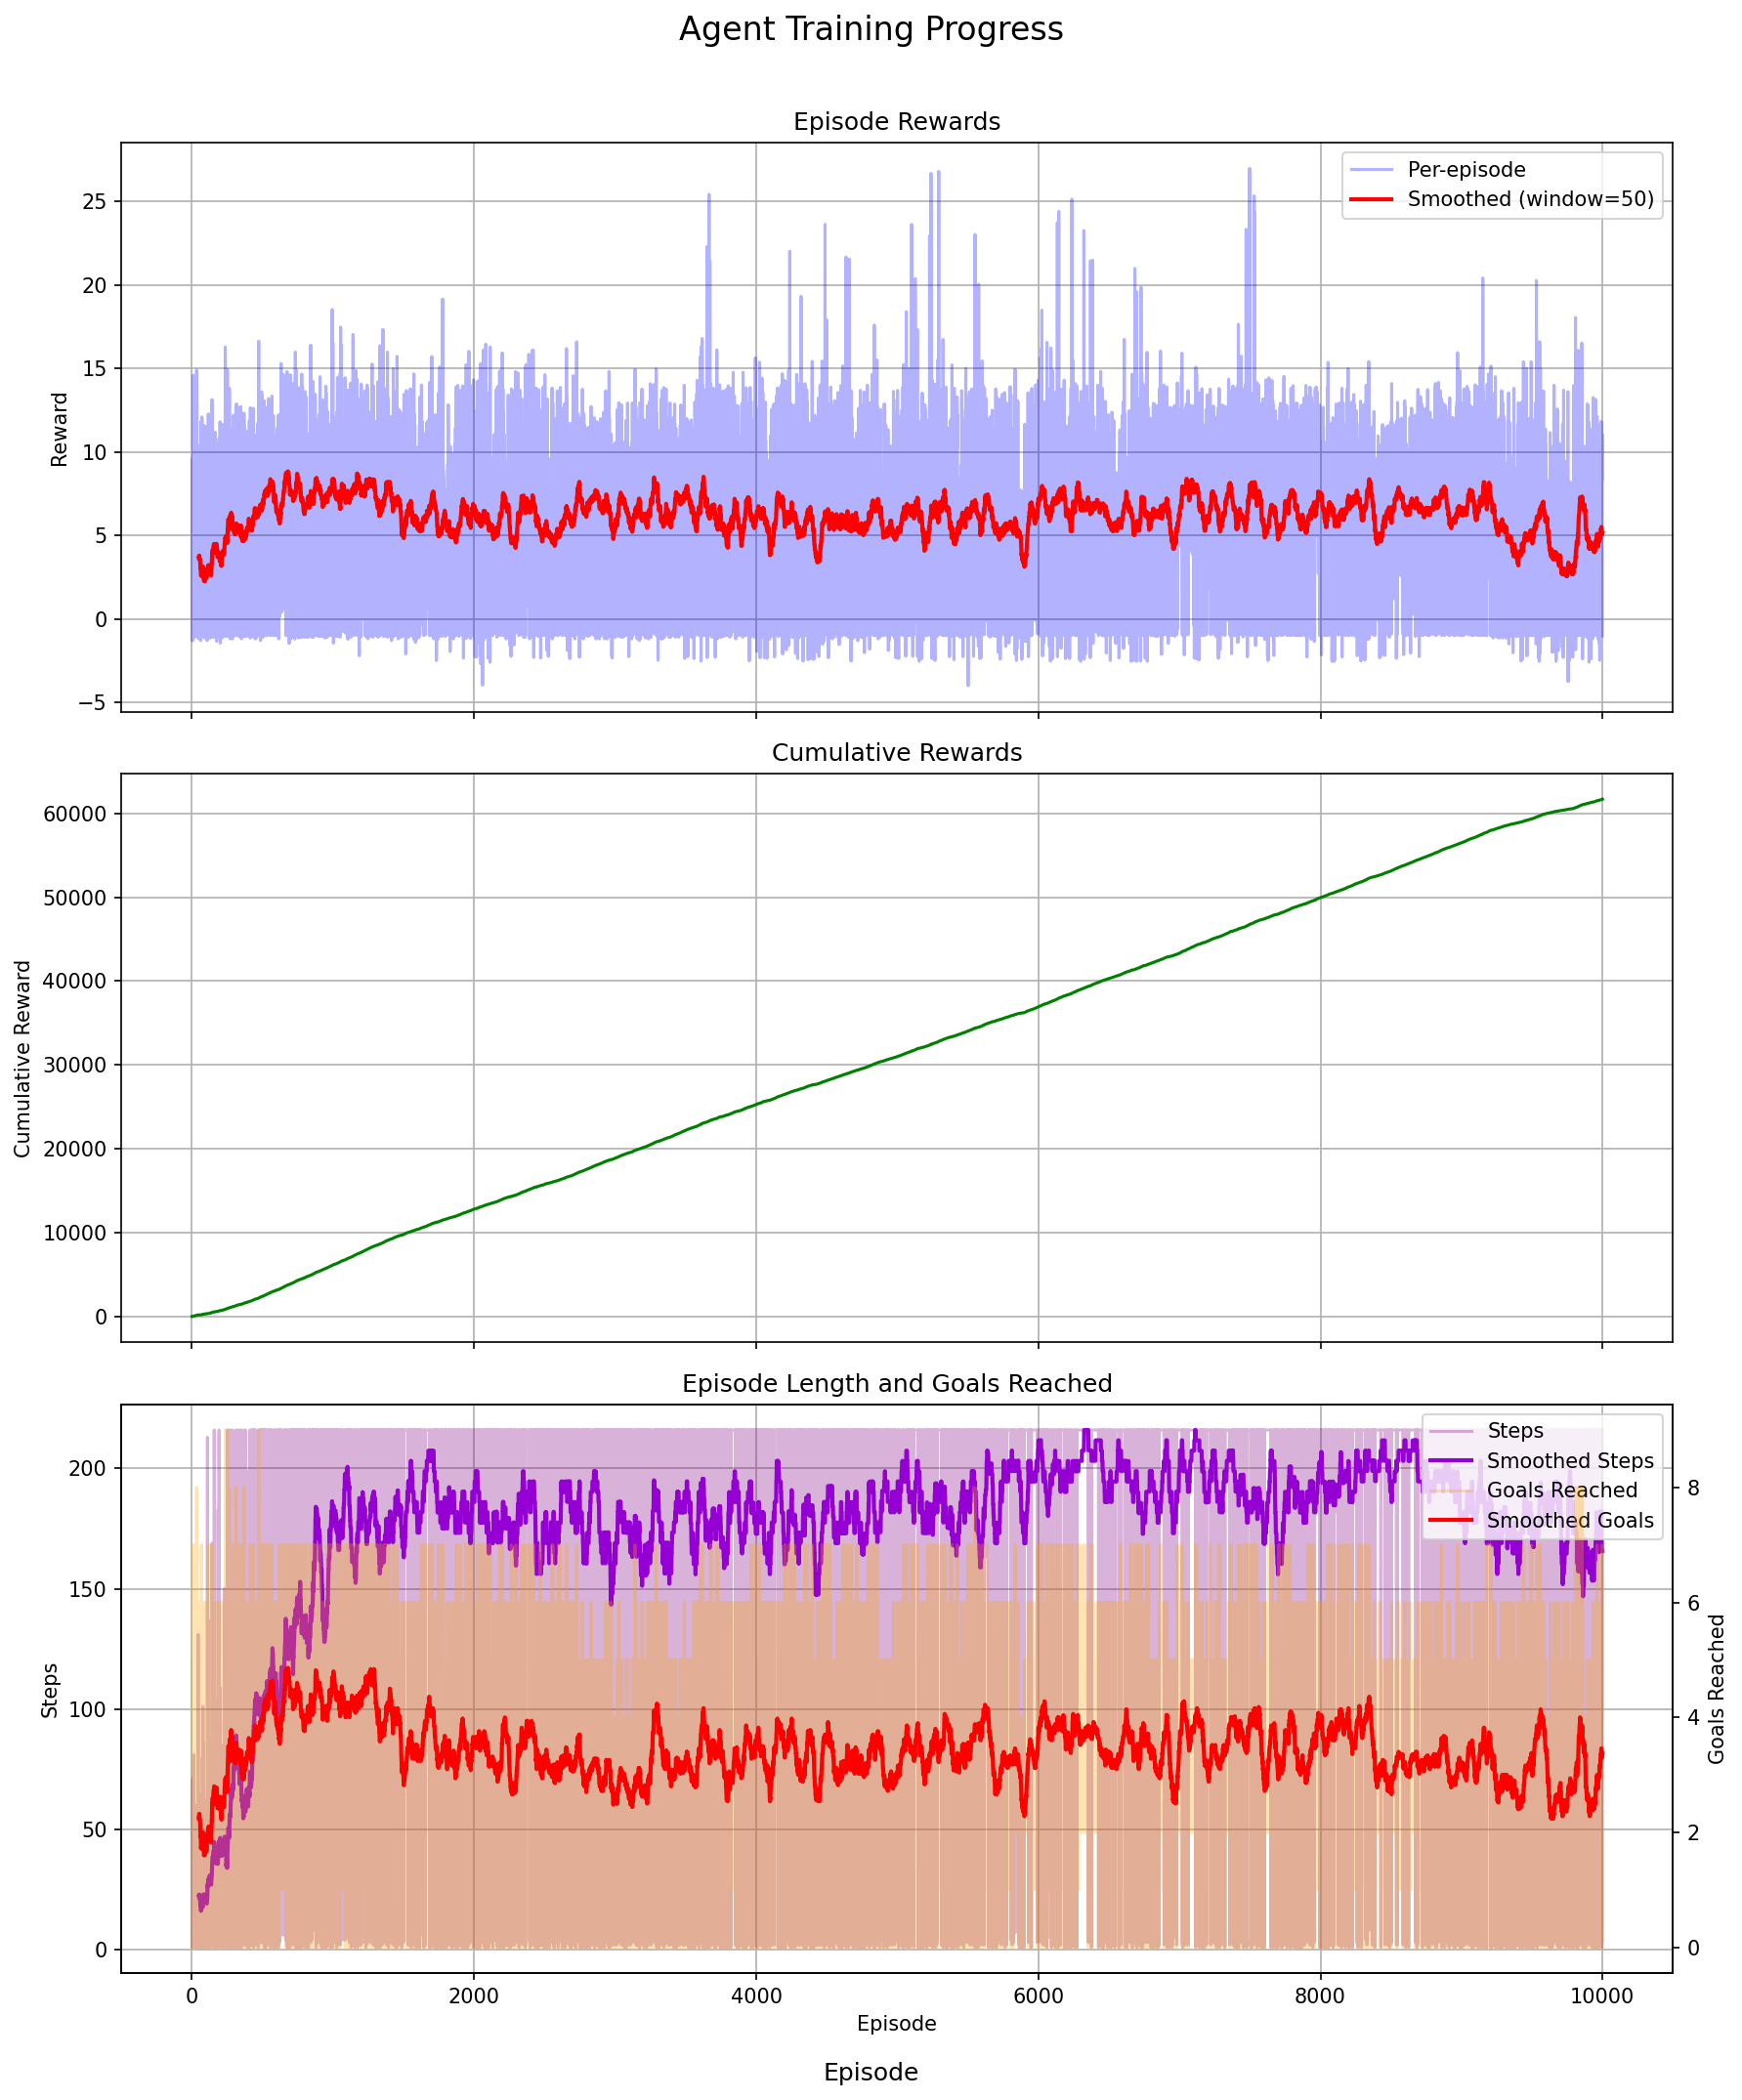 Agent Training Progress
Episode Rewards
Per-episode
Smoothed (window=50)
25
20
15
10
5
0
−5
Reward
Cumulative Rewards
60000
50000
40000
30000
20000
10000
0
Cumulative Reward
Episode Length and Goals Reached
Steps
Smoothed Steps
Goals Reached
Smoothed Goals
200
150
100
50
0
Steps
8
6
4
2
0
Goals Reached
0 2000 4000 6000 8000 10000
Episode
Episode